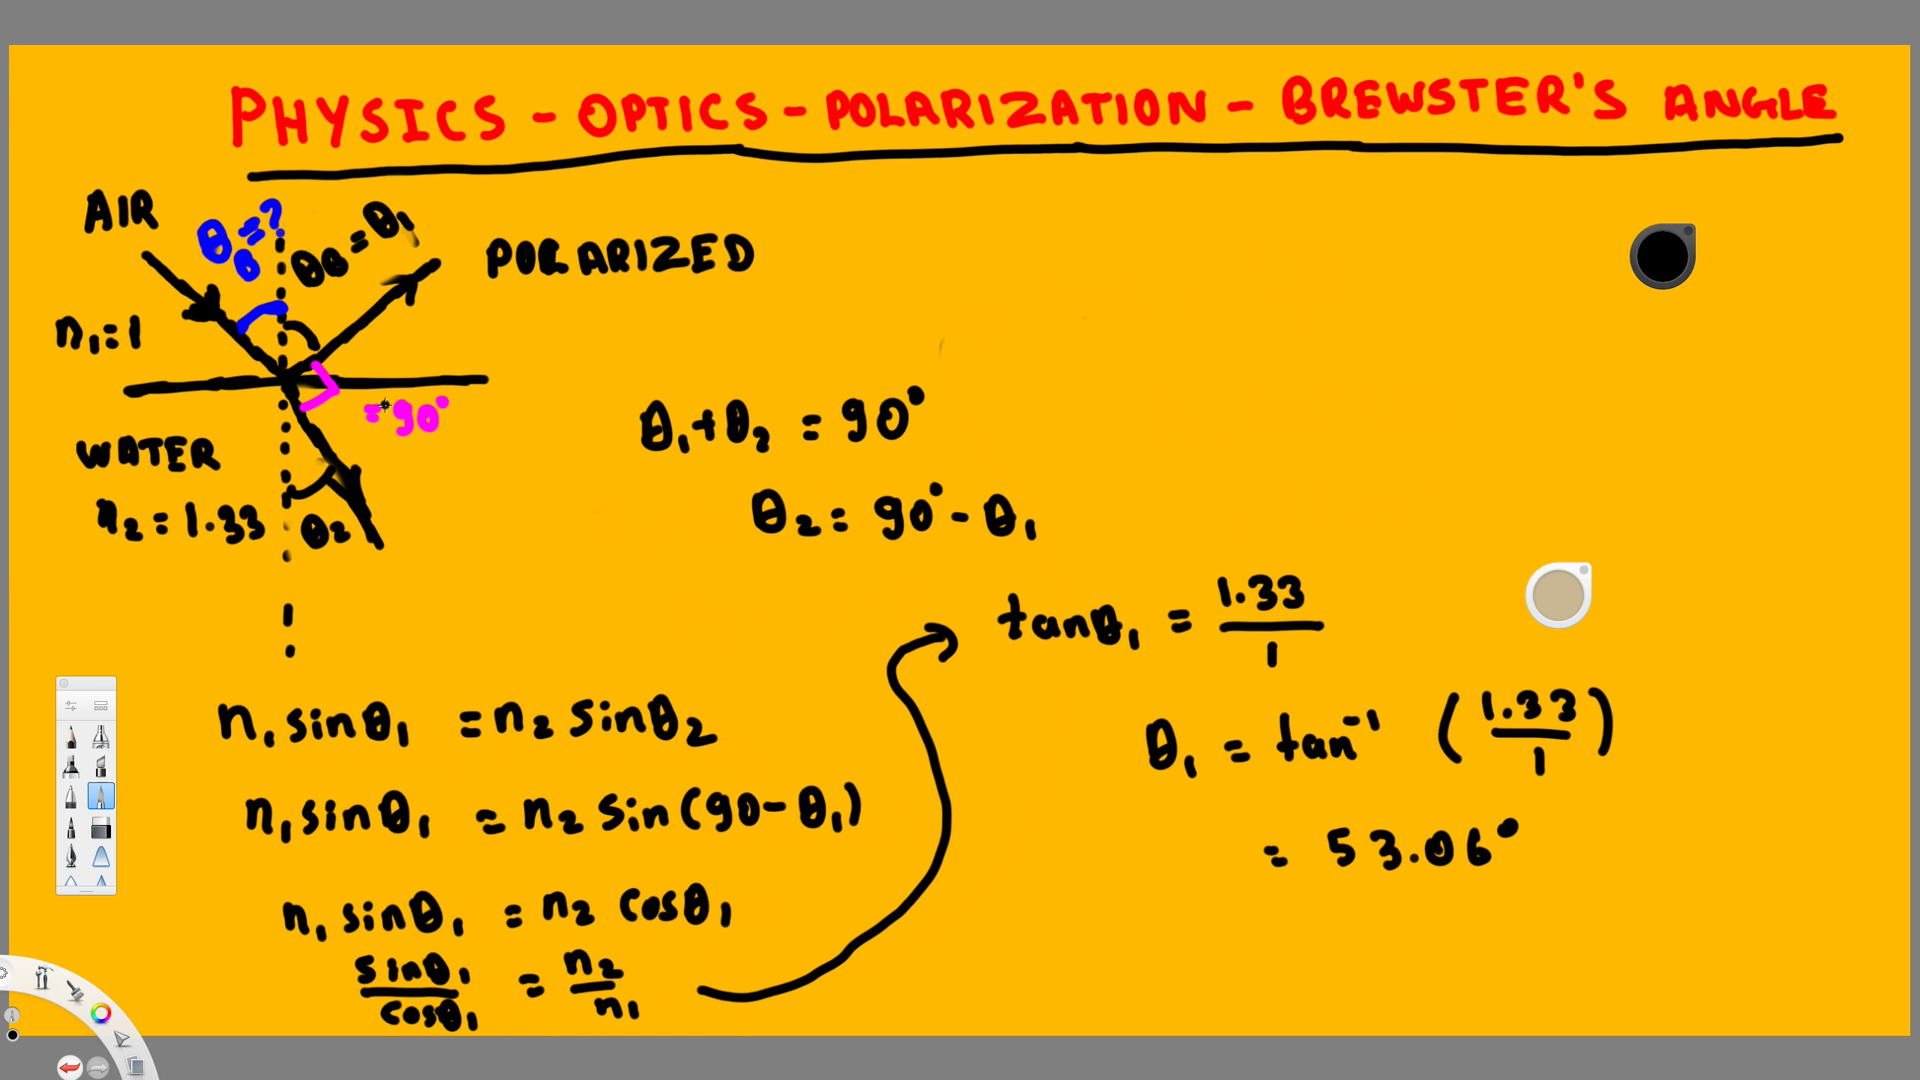 PHYSICS - OPTICS - POLARIZATION - BREWSTER'S ANGLE
AIR
θB = ?
θB = θ1
POLARIZED
n1 = 1
= 90°
WATER
n2 = 1.33
θ2
θ1 + θ2 = 90°
θ2 = 90° - θ1
n1 sinθ1 = n2 sinθ2
n1 sinθ1 = n2 sin(90 - θ1)
n1 sinθ1 = n2 cosθ1
sinθ1 / cosθ1 = n2 / n1
tanθ1 = 1.33 / 1
θ1 = tan⁻¹ (1.33 / 1)
= 53.06°